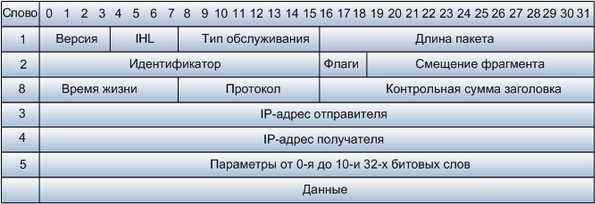 Слово 0 1 2 3 4 5 6 7 8 9 10 11 12 13 14 15 16 17 18 19 20 21 22 23 24 25 26 27 28 29 30 31
1 Версия IHL Тип обслуживания Длина пакета
2 Идентификатор Флаги Смещение фрагмента
8 Время жизни Протокол Контрольная сумма заголовка
3 IP-адрес отправителя
4 IP-адрес получателя
5 Параметры от 0-я до 10-и 32-х битовых слов
Данные